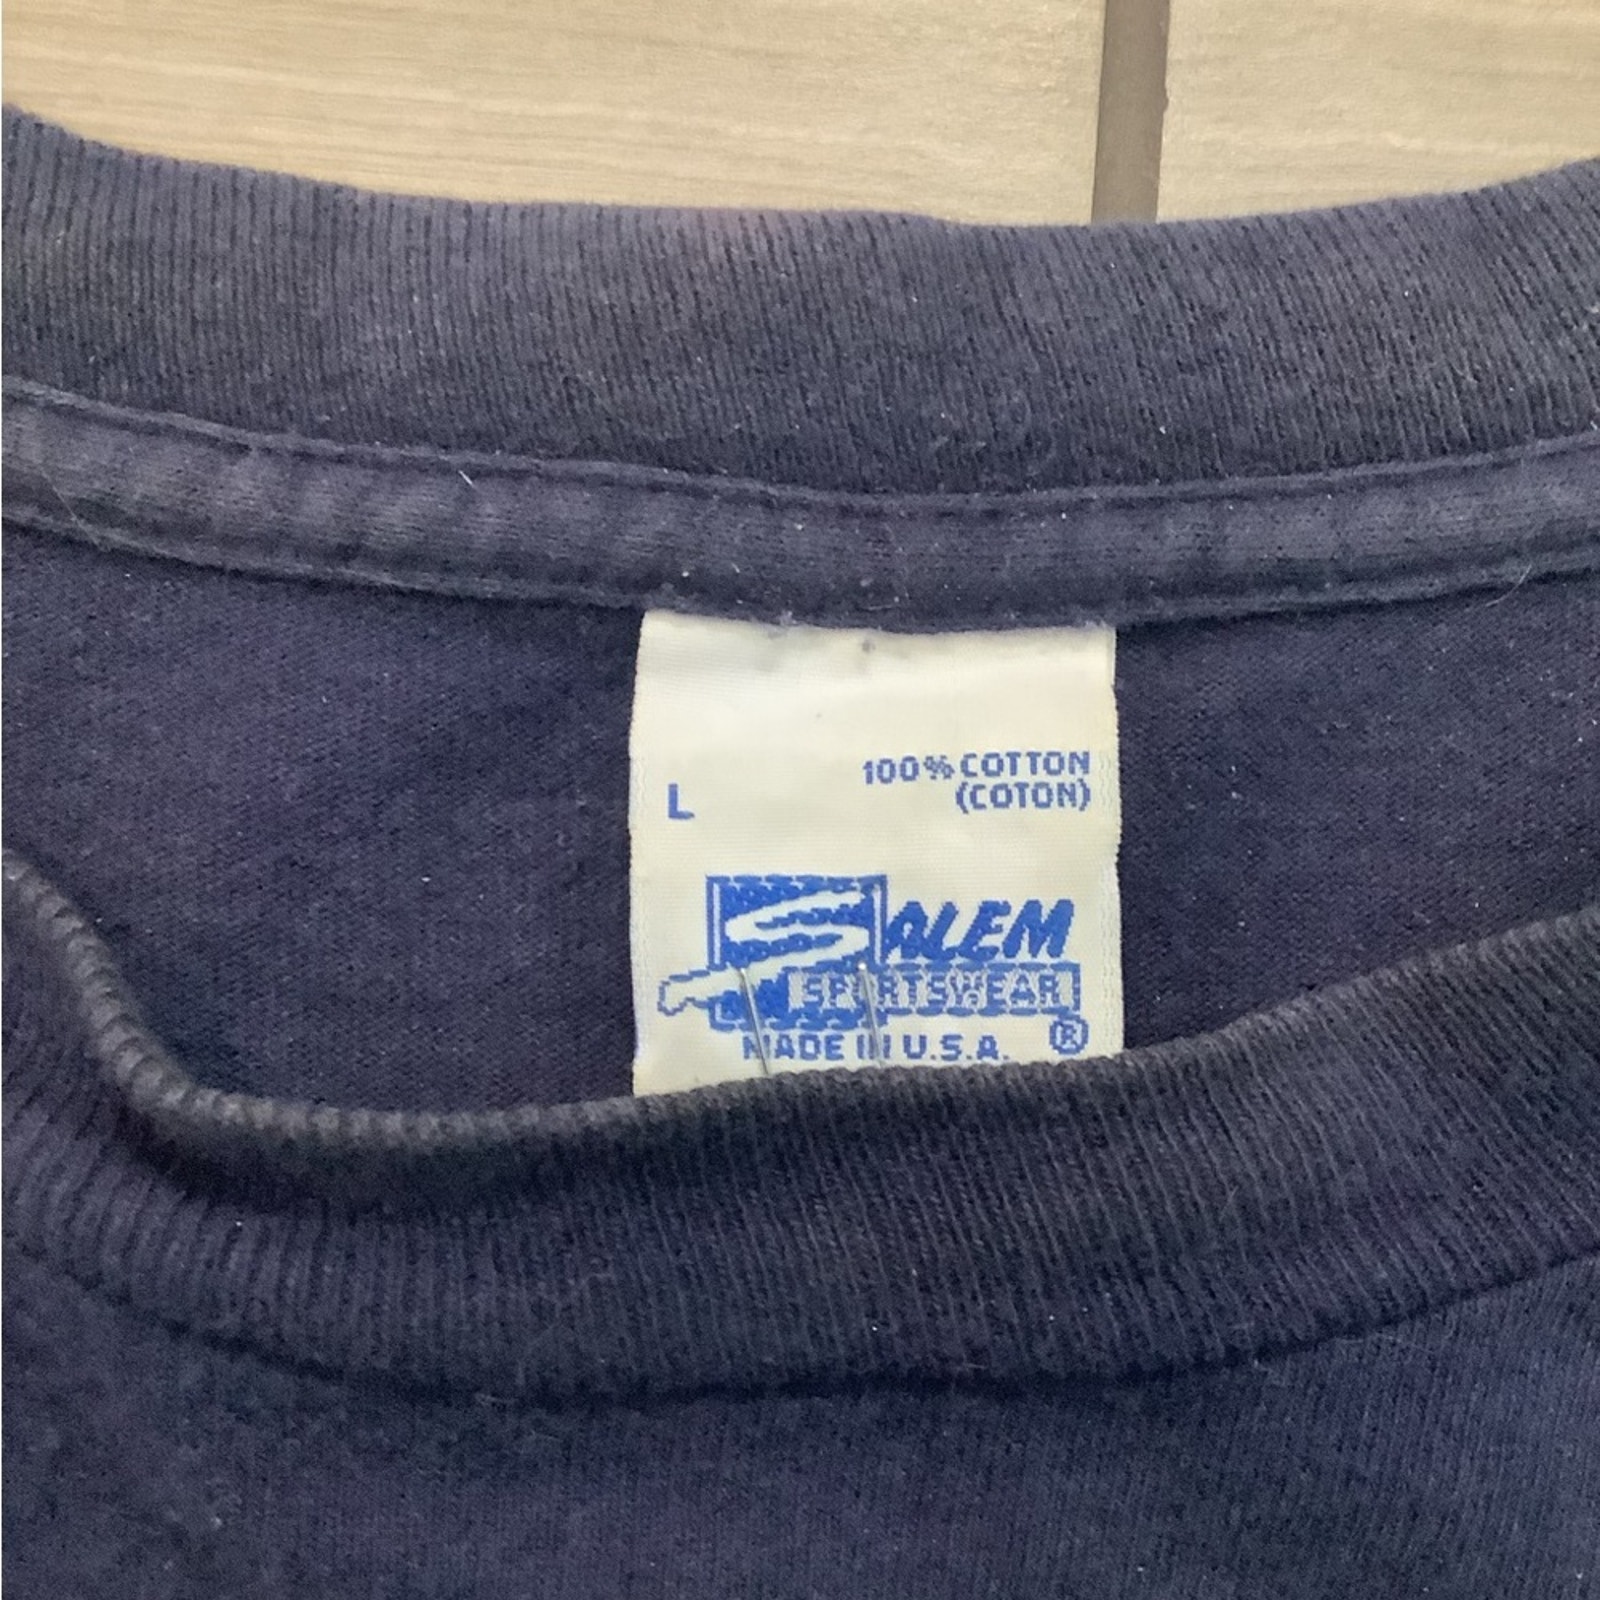 100% COTTON
(COTON)
L
SALEM
SPORTSWEAR
®
MADE IN U.S.A.